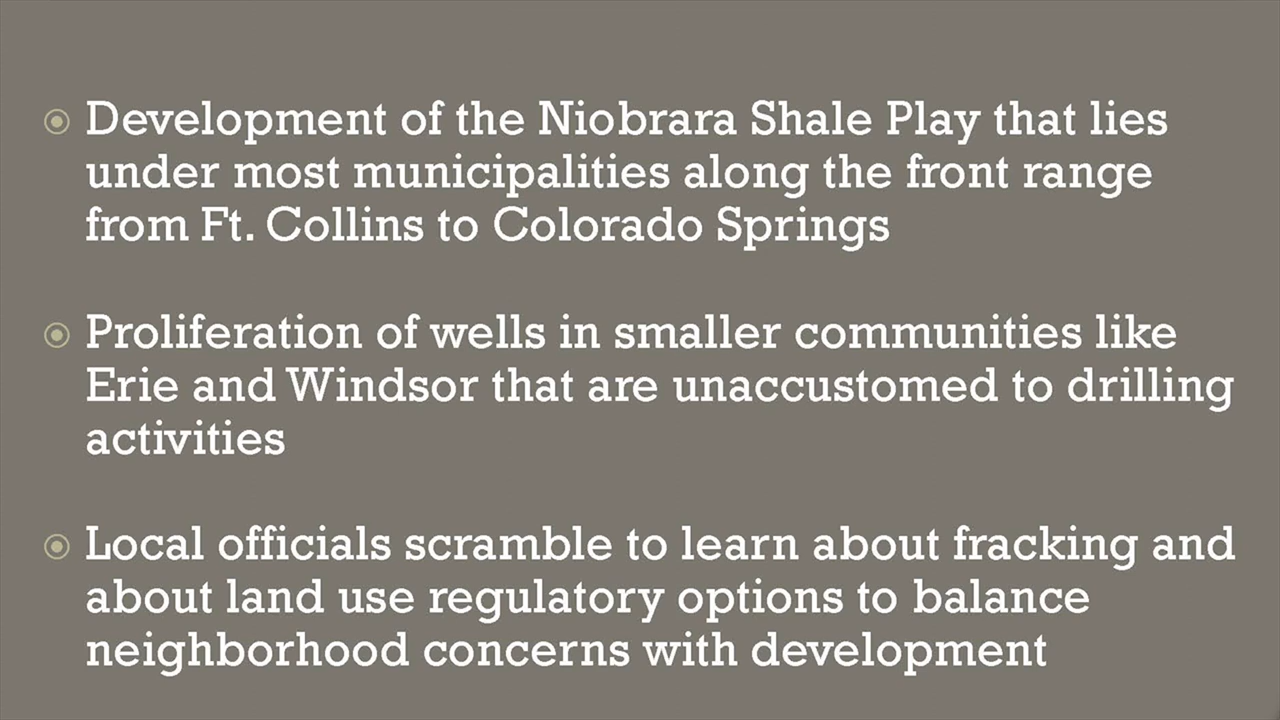 Development of the Niobrara Shale Play that lies
under most municipalities along the front range
from Ft. Collins to Colorado Springs
Proliferation of wells in smaller communities like
Erie and Windsor that are unaccustomed to drilling
activities
Local officials scramble to learn about fracking and
about land use regulatory options to balance
neighborhood concerns with development